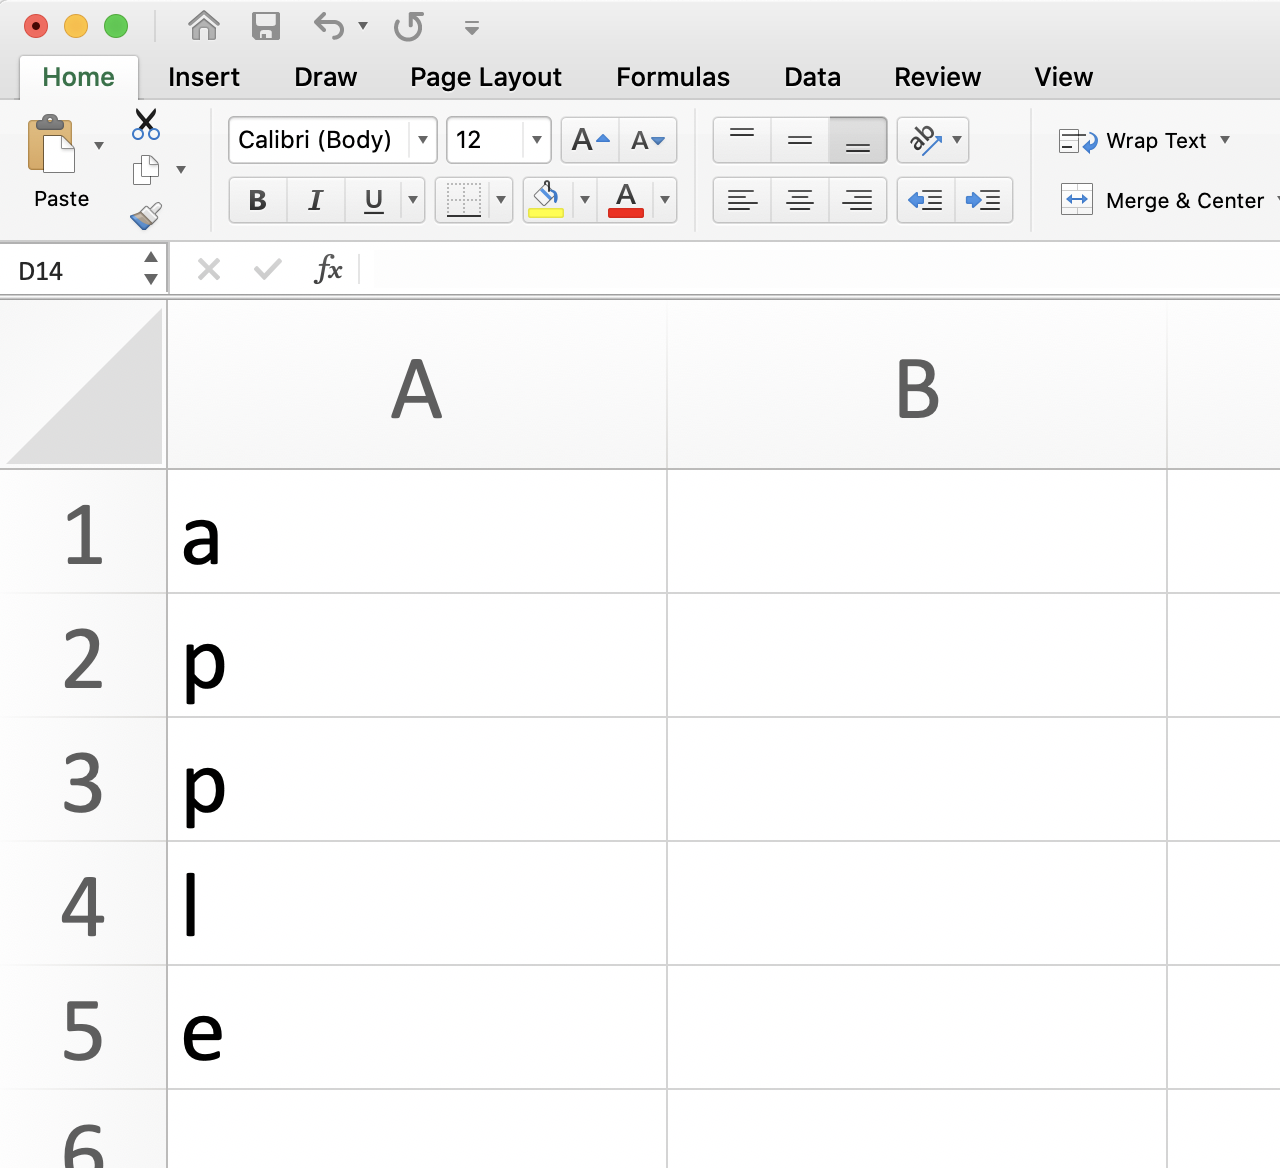 Home Insert Draw Page Layout Formulas Data Review View
Calibri (Body) 12 A A ab Wrap Text
Paste B I U A Merge & Center
D14 fx
A B
1 a
2 p
3 p
4 l
5 e
6